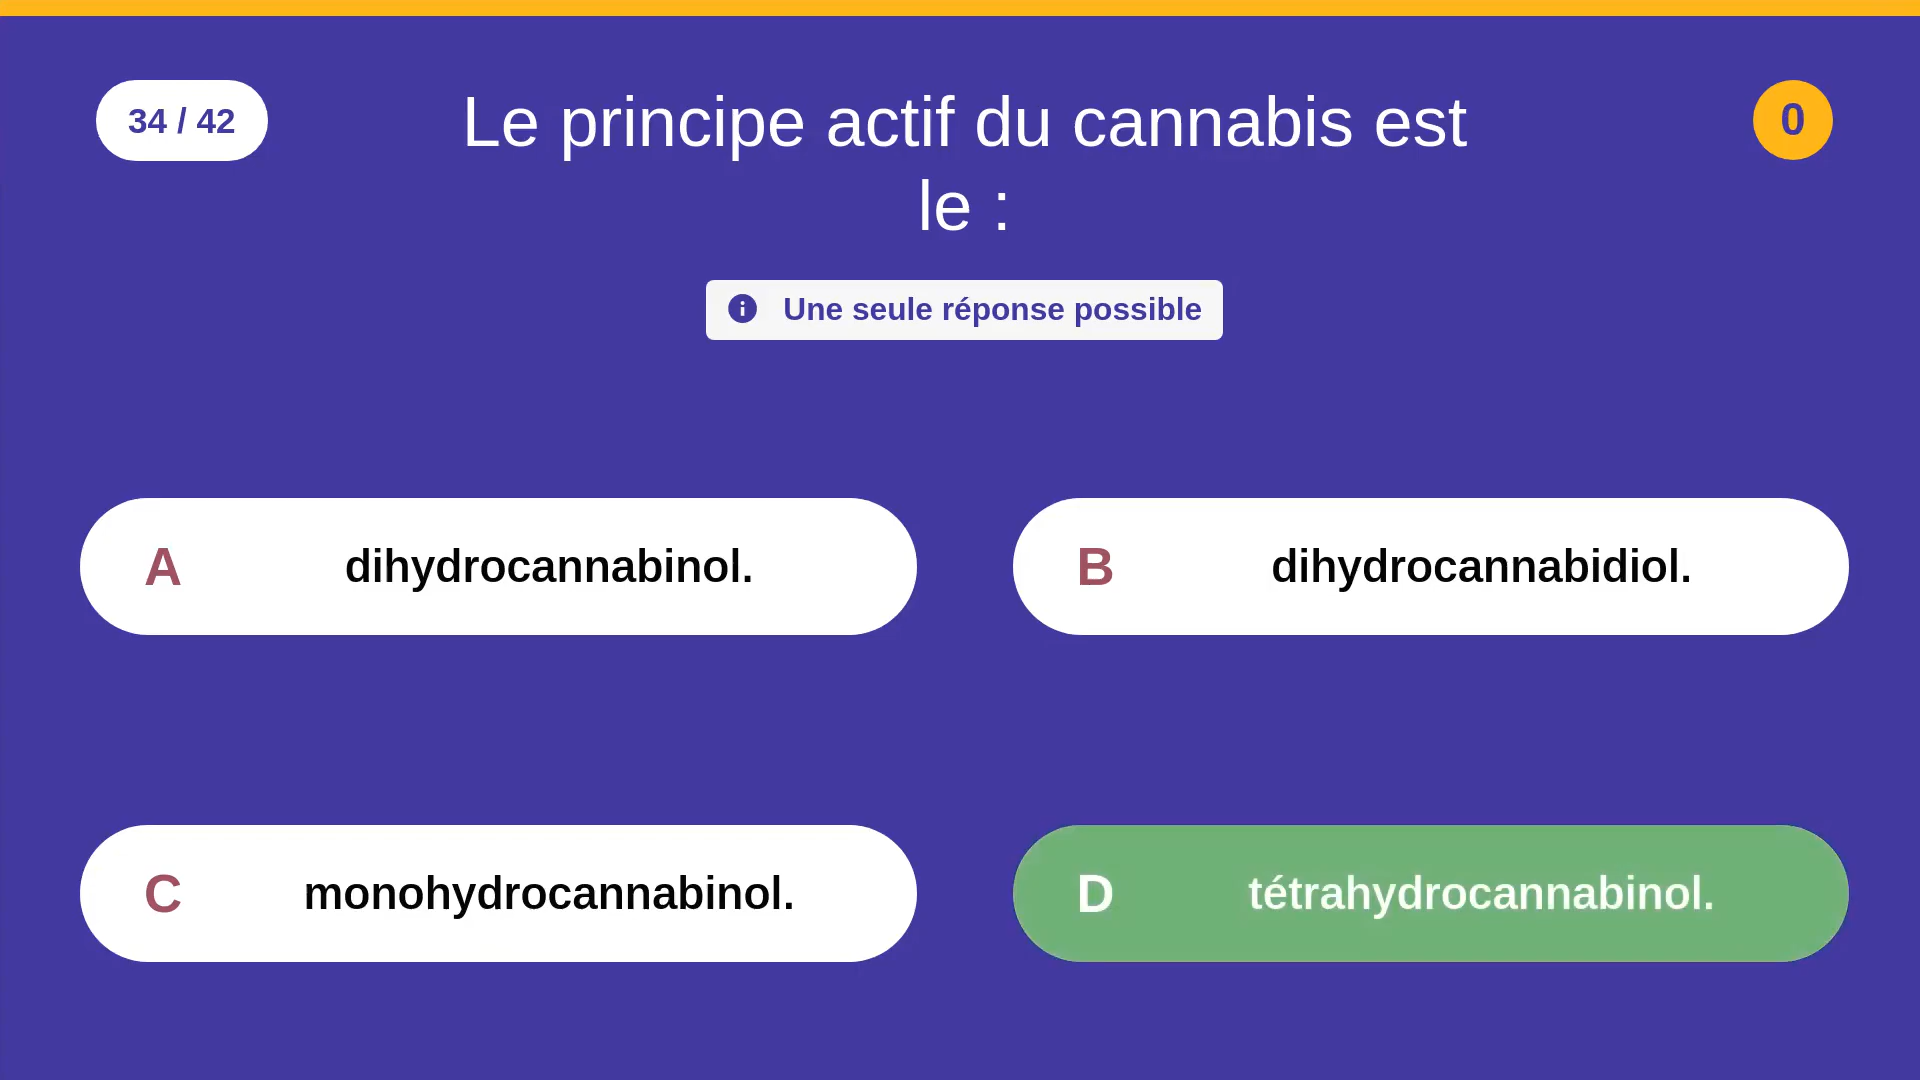 34 / 42
Le principe actif du cannabis est
le :
0
Une seule réponse possible
A dihydrocannabinol.
B dihydrocannabidiol.
C monohydrocannabinol.
D tétrahydrocannabinol.